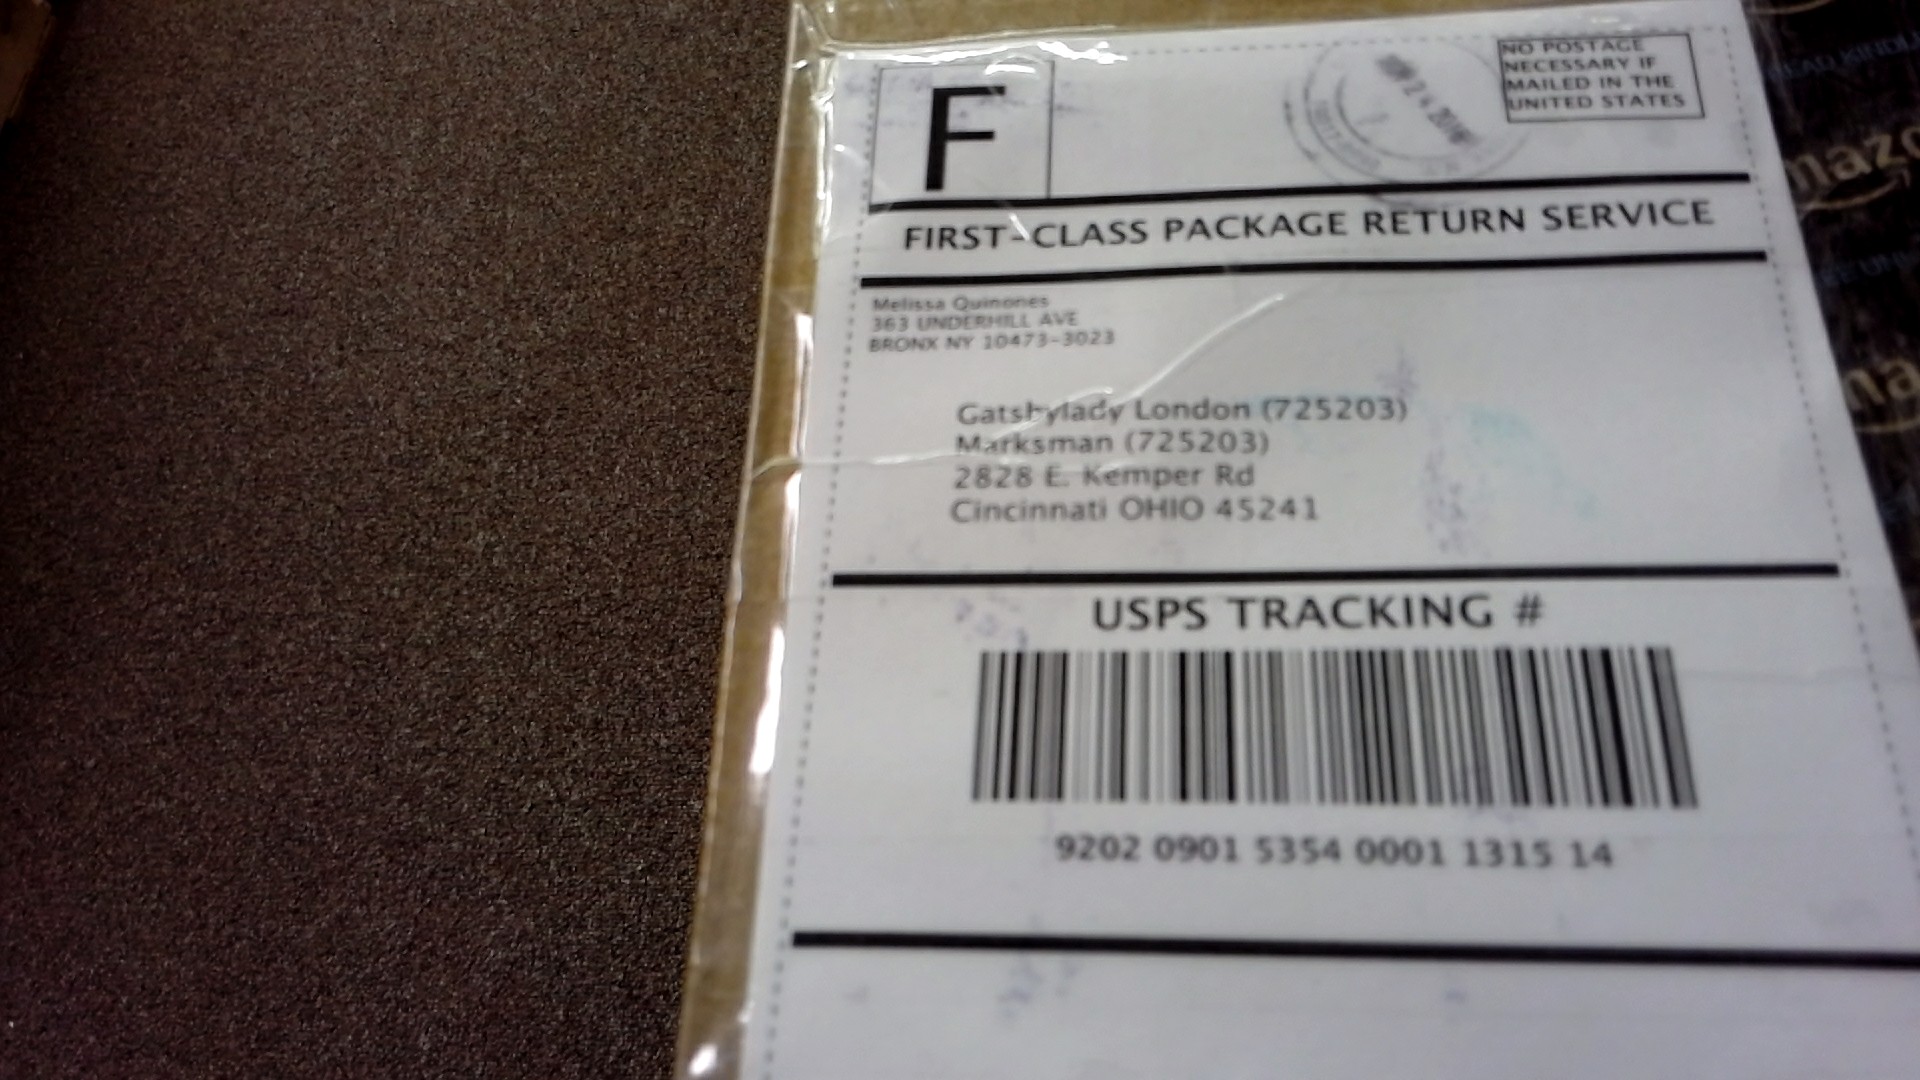 F
NO POSTAGE
NECESSARY IF
MAILED IN THE
UNITED STATES
FIRST-CLASS PACKAGE RETURN SERVICE
Melissa Quinones
363 UNDERHILL AVE
BRONX NY 10473-3023
Gatsbylady London (725203)
Marksman (725203)
2828 E. Kemper Rd
Cincinnati OHIO 45241
USPS TRACKING #
9202 0901 5354 0001 1315 14